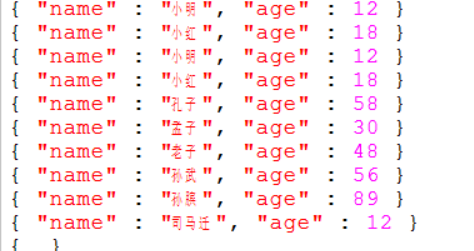 { "name" : "小明", "age" : 12 }
{ "name" : "小红", "age" : 18 }
{ "name" : "小明", "age" : 12 }
{ "name" : "小红", "age" : 18 }
{ "name" : "孔子", "age" : 58 }
{ "name" : "孟子", "age" : 30 }
{ "name" : "老子", "age" : 48 }
{ "name" : "孙武", "age" : 56 }
{ "name" : "孙膑", "age" : 89 }
{ "name" : "司马迁", "age" : 12 }
{  }